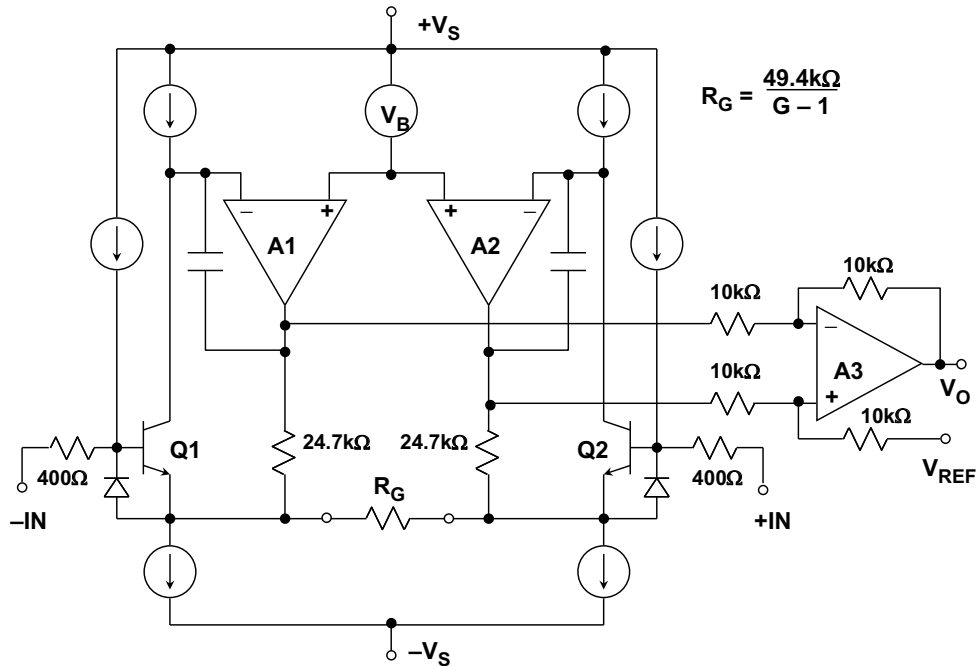 +VS
RG = 49.4kΩ
G – 1
VB
– +
A1
+ –
A2
10kΩ
10kΩ
–
A3
+
VO
10kΩ
10kΩ
VREF
Q1
24.7kΩ
24.7kΩ
Q2
400Ω
400Ω
–IN
RG
+IN
–VS